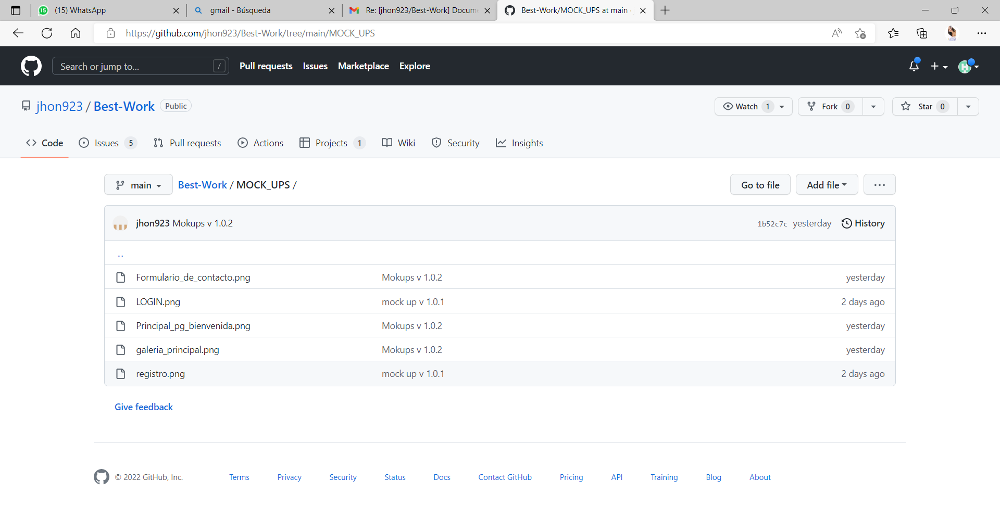 (15) WhatsApp
gmail - Búsqueda
Re: [jhon923/Best-Work] Docum
Best-Work/MOCK_UPS at main
https://github.com/jhon923/Best-Work/tree/main/MOCK_UPS
Search or jump to... /
Pull requests Issues Marketplace Explore
jhon923 / Best-Work Public
Watch 1 Fork 0 Star 0
Code Issues 5 Pull requests Actions Projects 1 Wiki Security Insights
main Best-Work / MOCK_UPS /
Go to file Add file
jhon923 Mokups v 1.0.2 1b52c7c yesterday History
..
Formulario_de_contacto.png Mokups v 1.0.2 yesterday
LOGIN.png mock up v 1.0.1 2 days ago
Principal_pg_bienvenida.png Mokups v 1.0.2 yesterday
galeria_principal.png Mokups v 1.0.2 yesterday
registro.png mock up v 1.0.1 2 days ago
Give feedback
© 2022 GitHub, Inc. Terms Privacy Security Status Docs Contact GitHub Pricing API Training Blog About